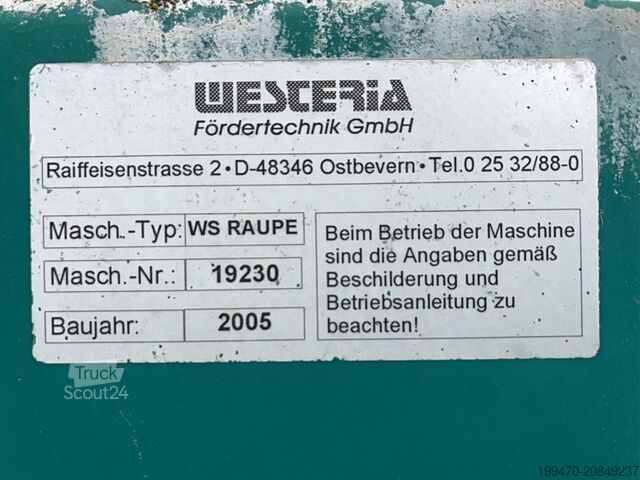 WESTERIA
Fördertechnik GmbH
Raiffeisenstrasse 2 • D-48346 Ostbevern • Tel.0 25 32/88-0
Masch.-Typ: WS RAUPE
Masch.-Nr.: 19230
Baujahr: 2005
Beim Betrieb der Maschine
sind die Angaben gemäß
Beschilderung und
Betriebsanleitung zu
beachten!
Truck
Scout24
199470-20849237